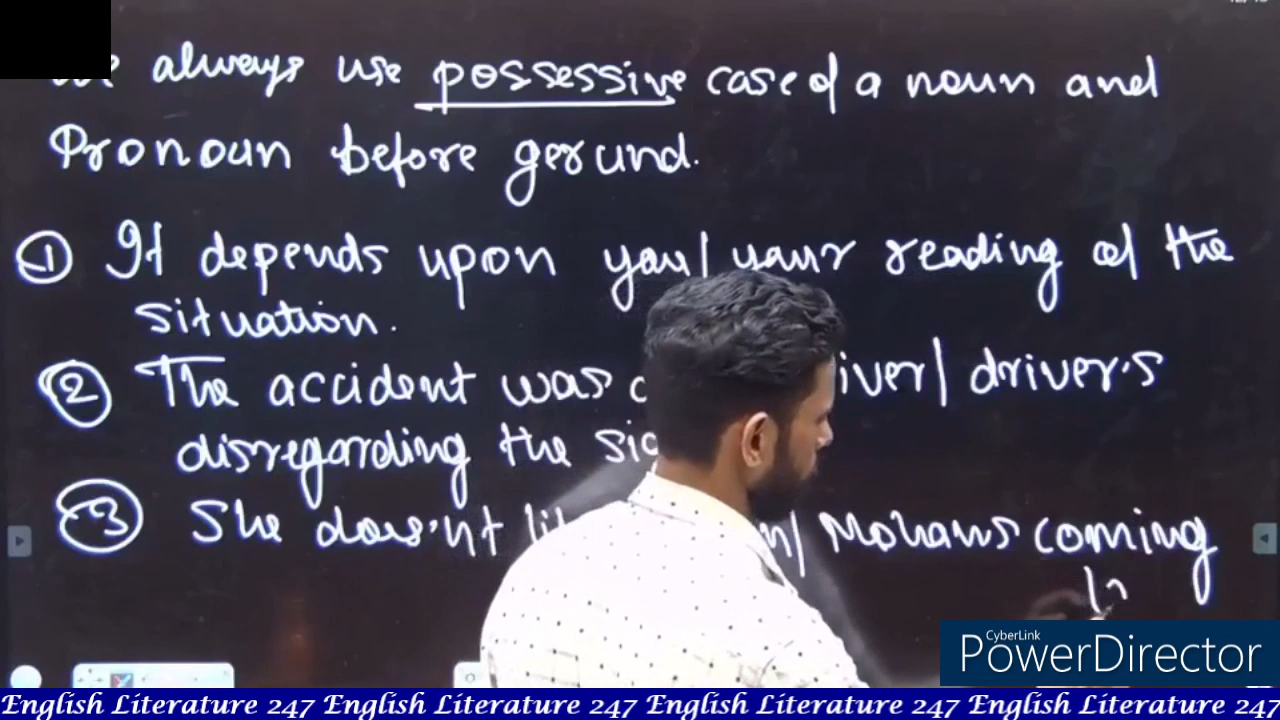 always use possessive case of a noun and
Pronoun before gerund.
① It depends upon you/ your reading of the
situation.
② The accident was iver/ driver's
disregarding the
③ She does'nt n/ Mohan's coming
CyberLink
PowerDirector
English Literature 247 English Literature 247 English Literature 247 English Literature 247